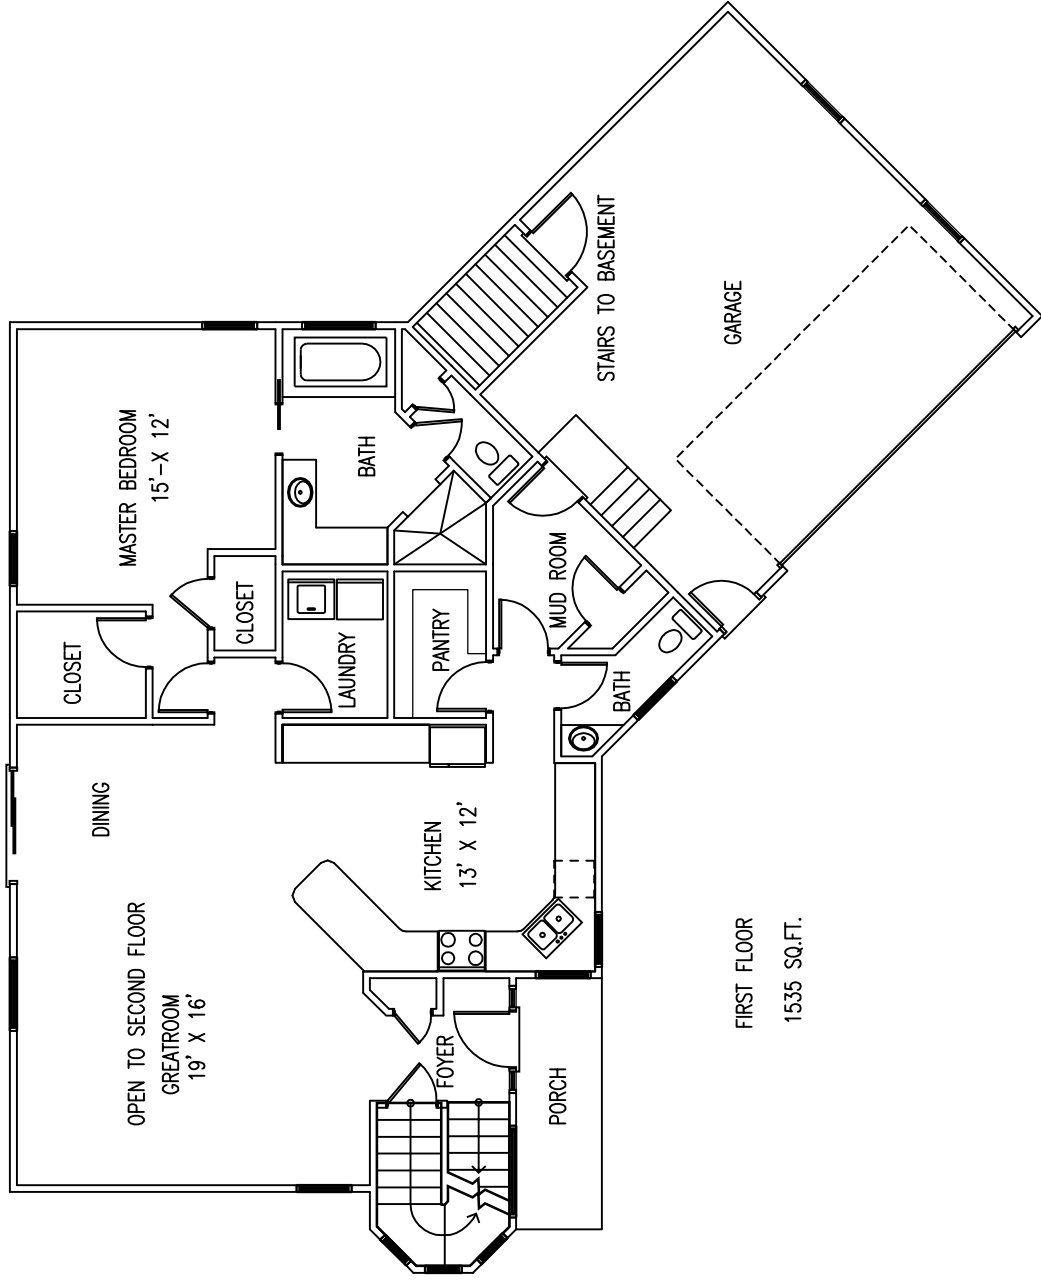 MASTER BEDROOM
15'-X 12'
CLOSET
CLOSET
BATH
LAUNDRY
PANTRY
MUD ROOM
BATH
STAIRS TO BASEMENT
GARAGE
DINING
KITCHEN
13' X 12'
OPEN TO SECOND FLOOR
GREATROOM
19' X 16'
FOYER
PORCH
FIRST FLOOR
1535 SQ.FT.